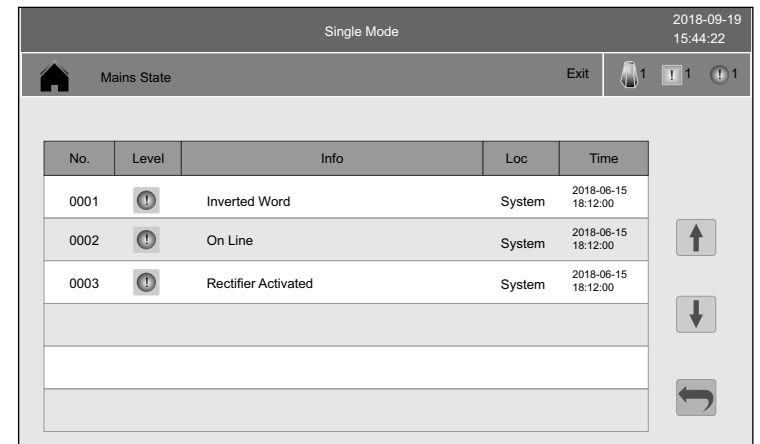 Single Mode
2018-09-19
15:44:22
Mains State
Exit
1
! 1
! 1
No. Level Info Loc Time
0001 ! Inverted Word System 2018-06-15
18:12:00
0002 ! On Line System 2018-06-15
18:12:00
0003 ! Rectifier Activated System 2018-06-15
18:12:00